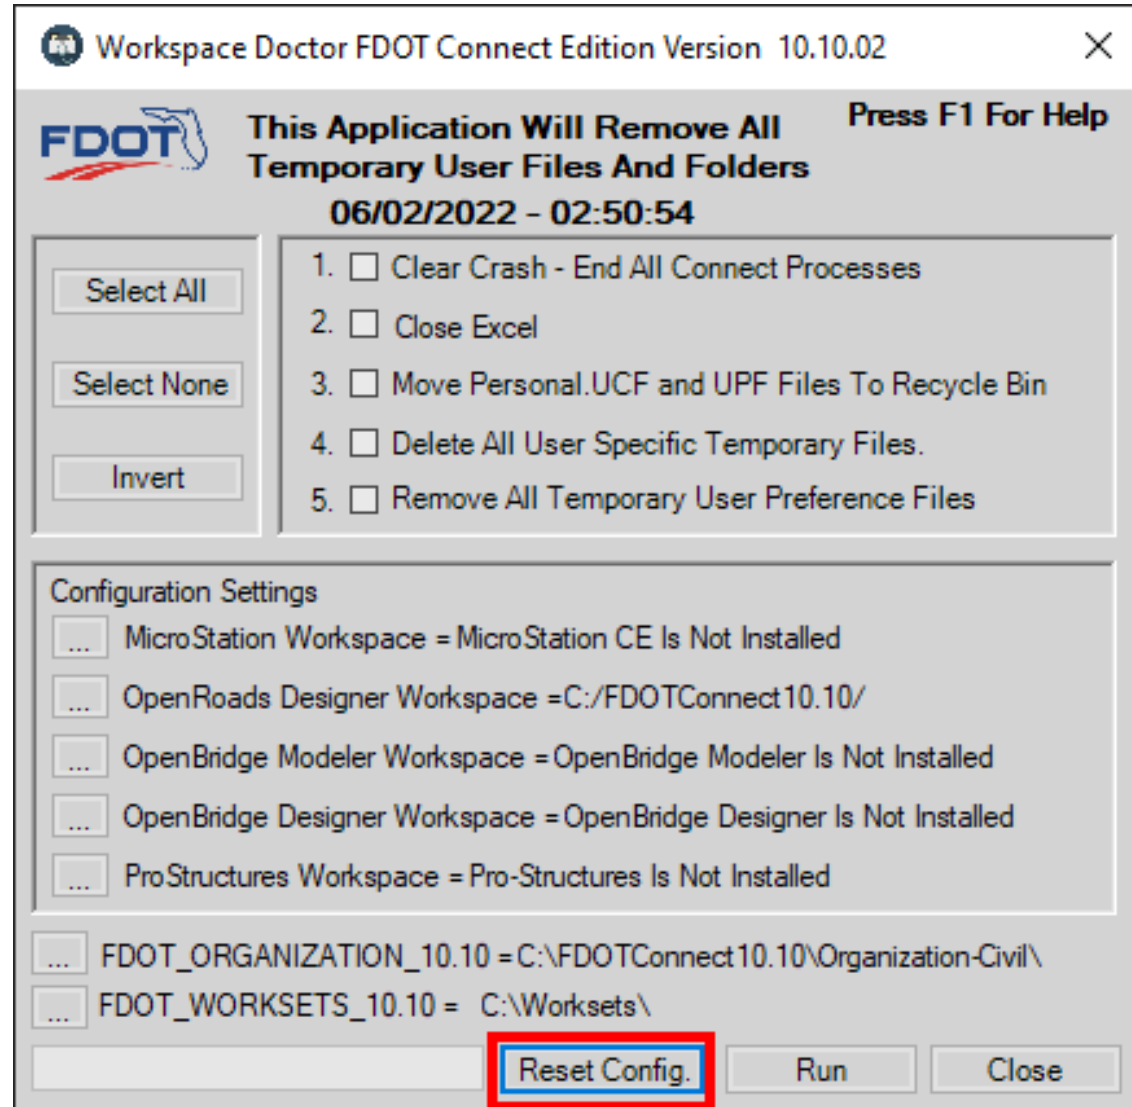 Workspace Doctor FDOT Connect Edition Version 10.10.02
FDOT
This Application Will Remove All
Temporary User Files And Folders
Press F1 For Help
06/02/2022 - 02:50:54
Select All
Select None
Invert
1. Clear Crash - End All Connect Processes
2. Close Excel
3. Move Personal.UCF and UPF Files To Recycle Bin
4. Delete All User Specific Temporary Files.
5. Remove All Temporary User Preference Files
Configuration Settings
... MicroStation Workspace = MicroStation CE Is Not Installed
... OpenRoads Designer Workspace =C:/FDOTConnect10.10/
... OpenBridge Modeler Workspace = OpenBridge Modeler Is Not Installed
... OpenBridge Designer Workspace = OpenBridge Designer Is Not Installed
... ProStructures Workspace = Pro-Structures Is Not Installed
... FDOT_ORGANIZATION_10.10 =C:\FDOTConnect10.10\Organization-Civil\
... FDOT_WORKSETS_10.10 = C:\Worksets\
Reset Config. Run Close